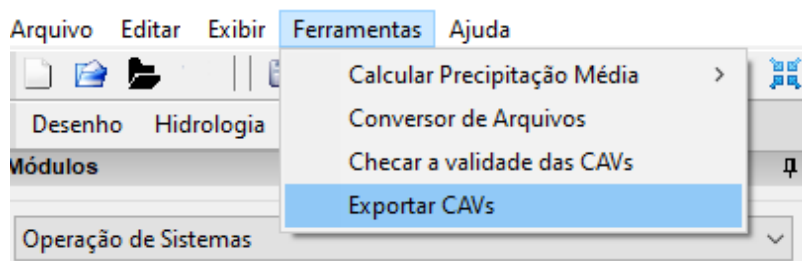 Arquivo Editar Exibir Ferramentas Ajuda
Calcular Precipitação Média >
Desenho Hidrologia
Conversor de Arquivos
Módulos
Checar a validade das CAVs
Exportar CAVs
Operação de Sistemas